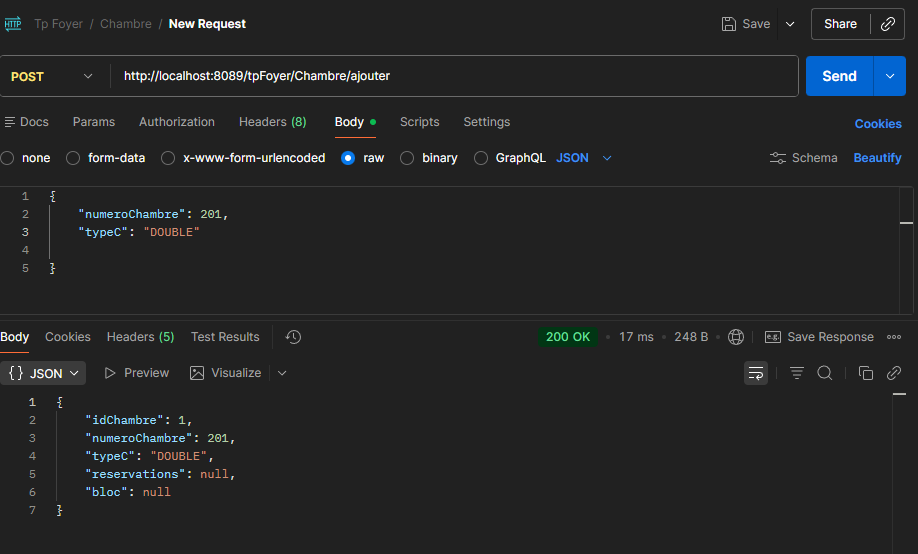 HTTP Tp Foyer / Chambre / New Request Save Share
POST http://localhost:8089/tpFoyer/Chambre/ajouter Send
Docs Params Authorization Headers (8) Body Scripts Settings Cookies
none form-data x-www-form-urlencoded raw binary GraphQL JSON Schema Beautify
1 {
2 "numeroChambre": 201,
3 "typeC": "DOUBLE"
4
5 }
Body Cookies Headers (5) Test Results 200 OK 17 ms 248 B e.g. Save Response
{} JSON Preview Visualize
1 {
2 "idChambre": 1,
3 "numeroChambre": 201,
4 "typeC": "DOUBLE",
5 "reservations": null,
6 "bloc": null
7 }